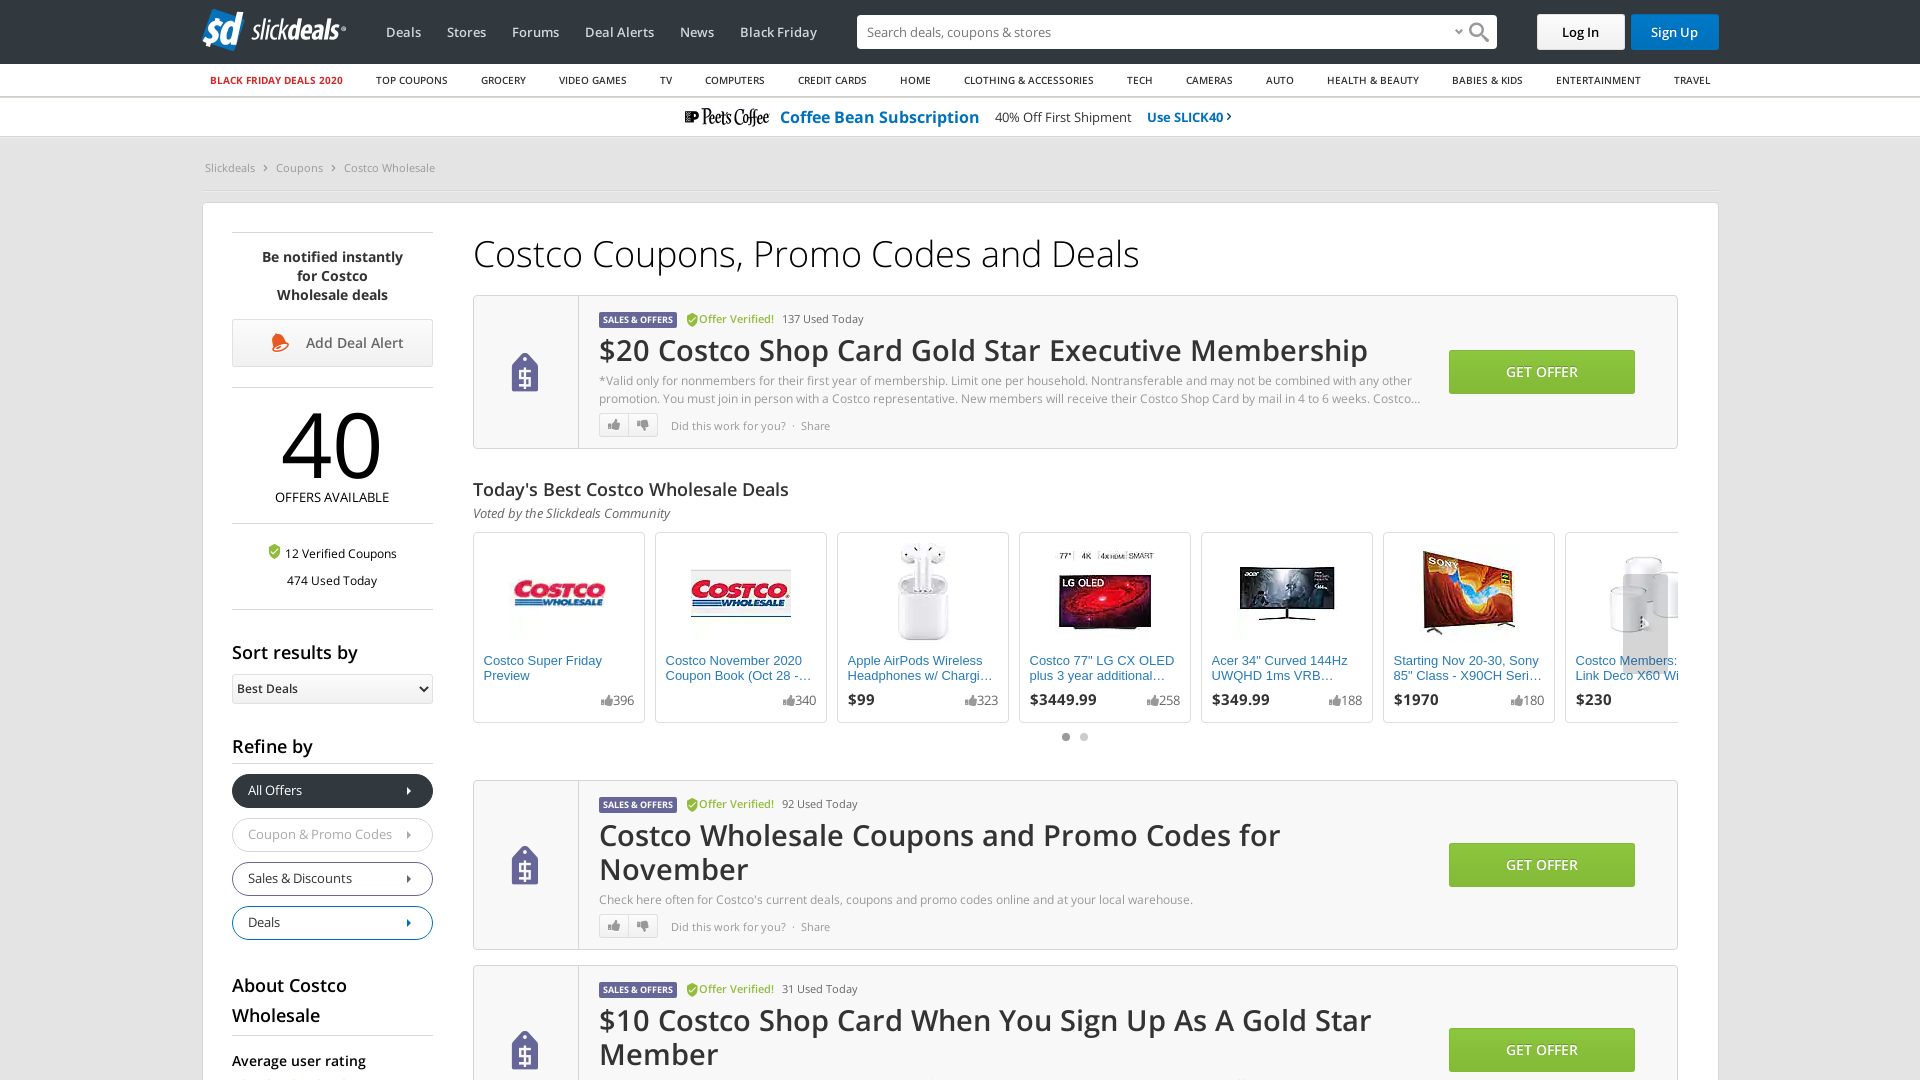 sd slickdeals
Deals Stores Forums Deal Alerts News Black Friday
Search deals, coupons & stores
Log In
Sign Up
BLACK FRIDAY DEALS 2020 TOP COUPONS GROCERY VIDEO GAMES TV COMPUTERS CREDIT CARDS HOME CLOTHING & ACCESSORIES TECH CAMERAS AUTO HEALTH & BEAUTY BABIES & KIDS ENTERTAINMENT TRAVEL
Peet's Coffee Coffee Bean Subscription 40% Off First Shipment Use SLICK40
Slickdeals Coupons Costco Wholesale
Be notified instantly
for Costco
Wholesale deals
Add Deal Alert
40
OFFERS AVAILABLE
12 Verified Coupons
474 Used Today
Sort results by
Best Deals
Refine by
All Offers
Coupon & Promo Codes
Sales & Discounts
Deals
About Costco
Wholesale
Average user rating
Costco Coupons, Promo Codes and Deals
SALES & OFFERS Offer Verified! 137 Used Today
$20 Costco Shop Card Gold Star Executive Membership
*Valid only for nonmembers for their first year of membership. Limit one per household. Nontransferable and may not be combined with any other
promotion. You must join in person with a Costco representative. New members will receive their Costco Shop Card by mail in 4 to 6 weeks. Costco...
Did this work for you? · Share
GET OFFER
Today's Best Costco Wholesale Deals
Voted by the Slickdeals Community
COSTCO
WHOLESALE
Costco Super Friday
Preview
396
COSTCO
WHOLESALE
Costco November 2020
Coupon Book (Oct 28 -...
340
Apple AirPods Wireless
Headphones w/ Chargi...
$99
323
77" 4K 4xHDMI SMART
LG OLED
Costco 77" LG CX OLED
plus 3 year additional...
$3449.99
258
acer
Acer 34" Curved 144Hz
UWQHD 1ms VRB...
$349.99
188
SONY
Starting Nov 20-30, Sony
85" Class - X90CH Seri...
$1970
180
Costco Members:
Link Deco X60 Wi
$230
SALES & OFFERS Offer Verified! 92 Used Today
Costco Wholesale Coupons and Promo Codes for
November
Check here often for Costco's current deals, coupons and promo codes online and at your local warehouse.
Did this work for you? · Share
GET OFFER
SALES & OFFERS Offer Verified! 31 Used Today
$10 Costco Shop Card When You Sign Up As A Gold Star
Member
GET OFFER